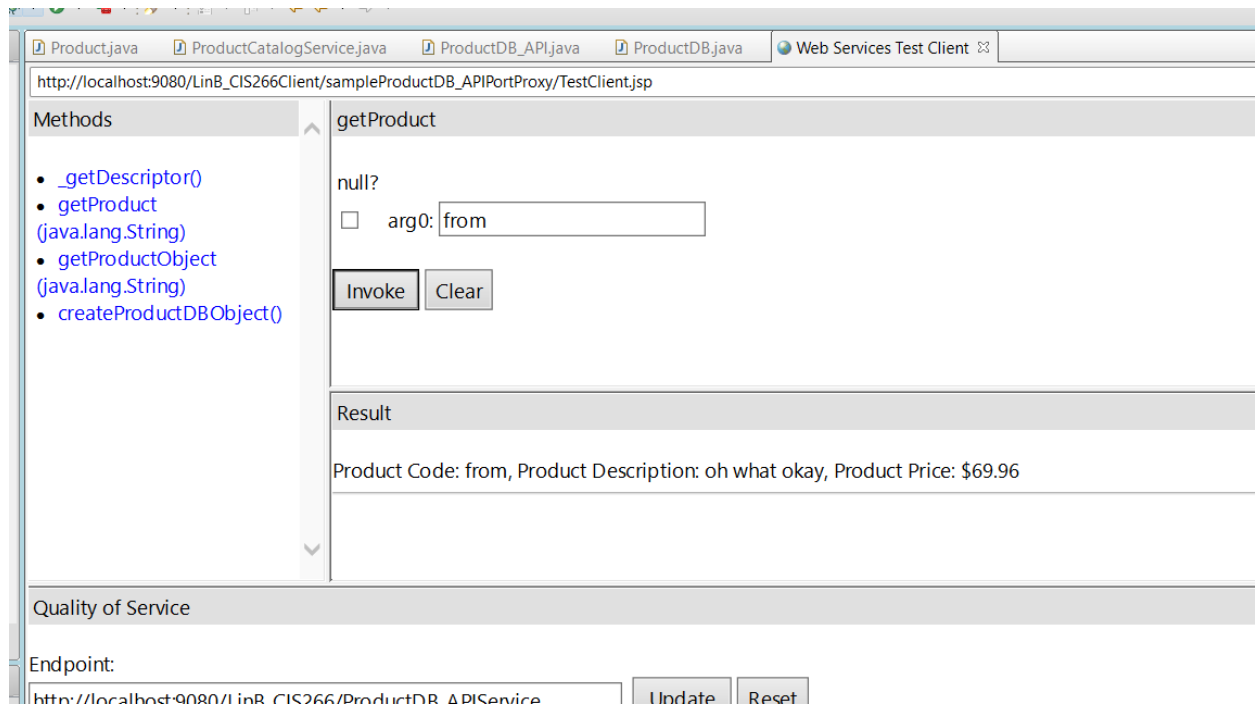 Product.java ProductCatalogService.java ProductDB_API.java ProductDB.java Web Services Test Client
http://localhost:9080/LinB_CIS266Client/sampleProductDB_APIPortProxy/TestClient.jsp
Methods
_getDescriptor()
getProduct
(java.lang.String)
getProductObject
(java.lang.String)
createProductDBObject()
getProduct
null?
arg0: from
Invoke Clear
Result
Product Code: from, Product Description: oh what okay, Product Price: $69.96
Quality of Service
Endpoint:
http://localhost:9080/LinB_CIS266/ProductDB_APIService Update Reset